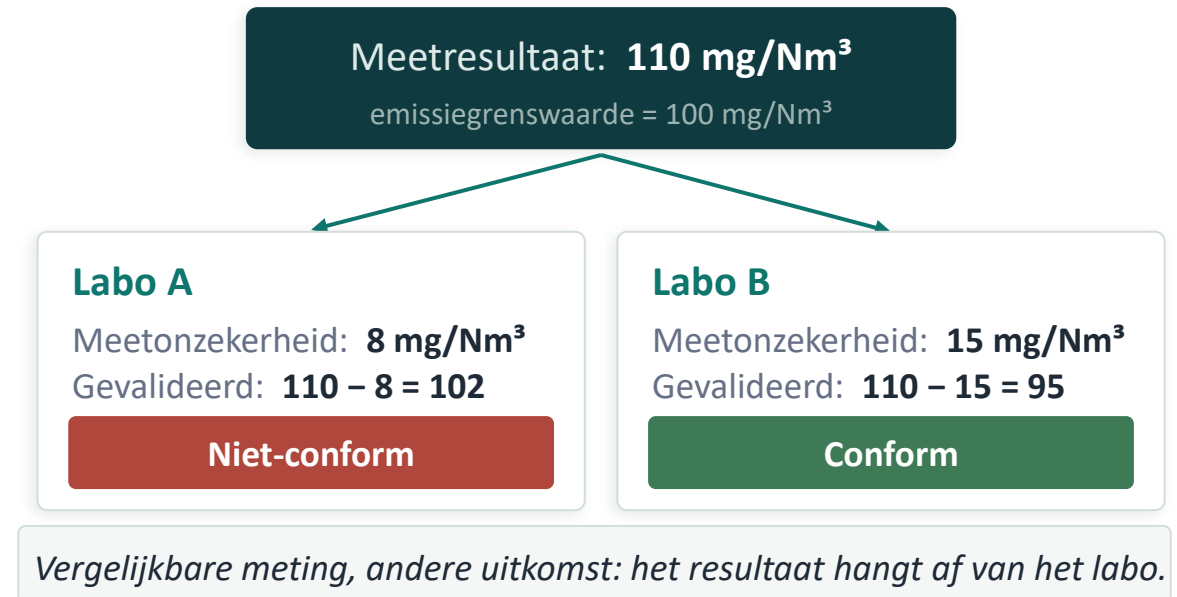 Meetresultaat: 110 mg/Nm³
emissiegrenswaarde = 100 mg/Nm³
Labo A
Meetonzekerheid: 8 mg/Nm³
Gevalideerd: 110 – 8 = 102
Niet-conform
Labo B
Meetonzekerheid: 15 mg/Nm³
Gevalideerd: 110 – 15 = 95
Conform
Vergelijkbare meting, andere uitkomst: het resultaat hangt af van het labo.